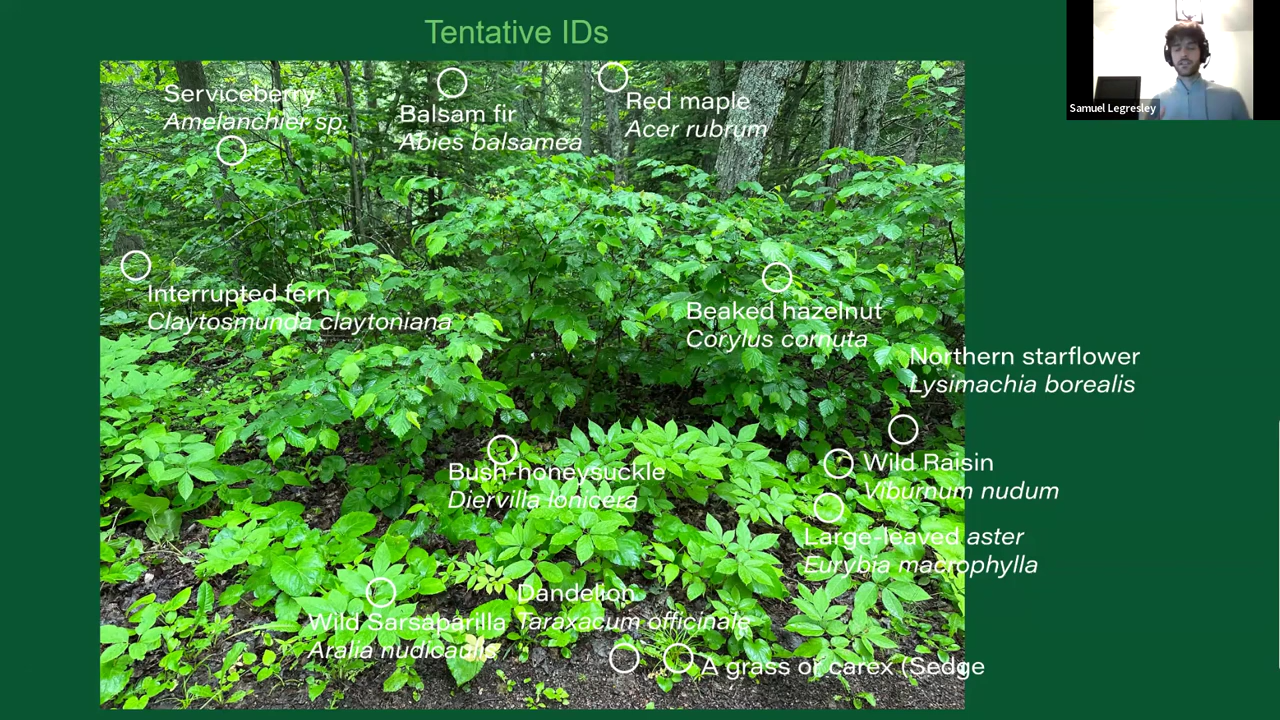 Tentative IDs
Samuel Legresley
Serviceberry
Amelanchier sp.
Balsam fir
Abies balsamea
Red maple
Acer rubrum
Interrupted fern
Claytosmunda claytoniana
Beaked hazelnut
Corylus cornuta
Northern starflower
Lysimachia borealis
Bush-honeysuckle
Diervilla lonicera
Wild Raisin
Viburnum nudum
Large-leaved aster
Eurybia macrophylla
Wild Sarsaparilla
Aralia nudicaulis
Dandelion
Taraxacum officinale
A grass or carex (Sedge